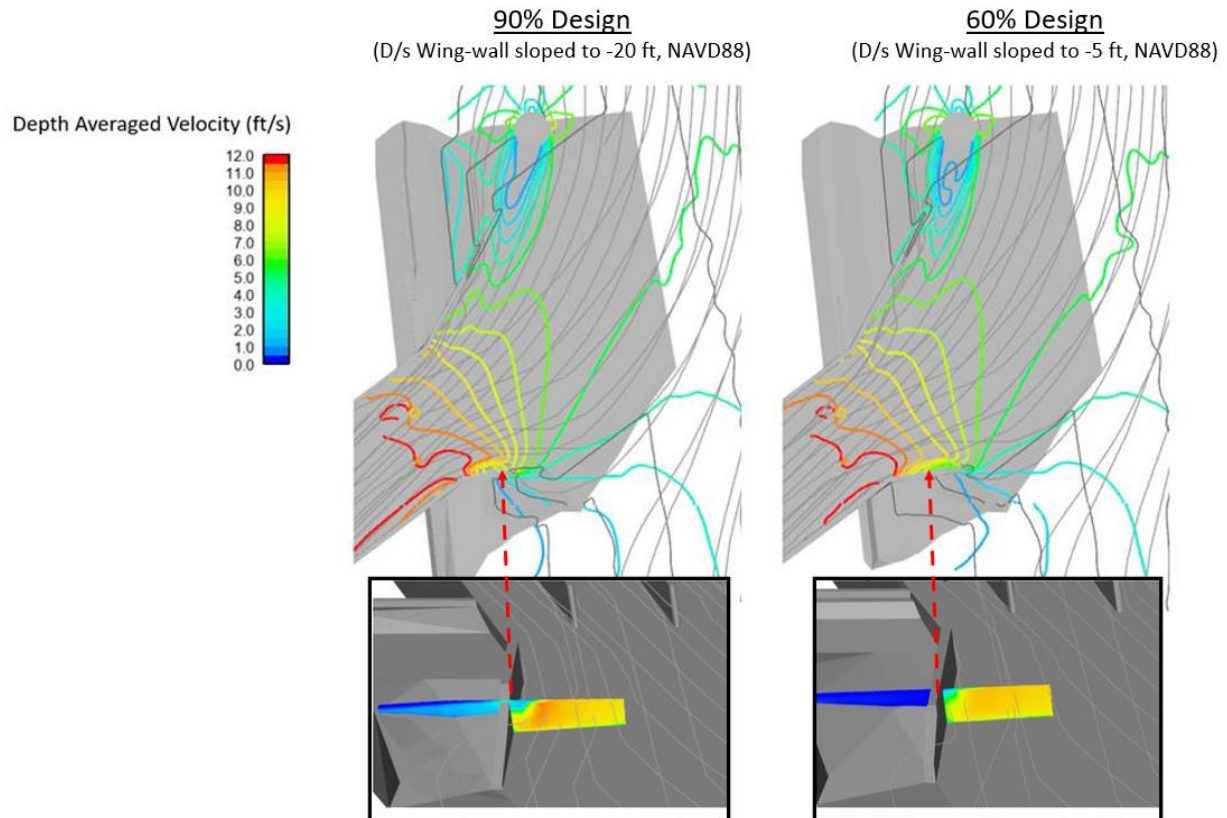 90% Design
(D/s Wing-wall sloped to -20 ft, NAVD88)
60% Design
(D/s Wing-wall sloped to -5 ft, NAVD88)
Depth Averaged Velocity (ft/s)
12.0
11.0
10.0
9.0
8.0
7.0
6.0
5.0
4.0
3.0
2.0
1.0
0.0